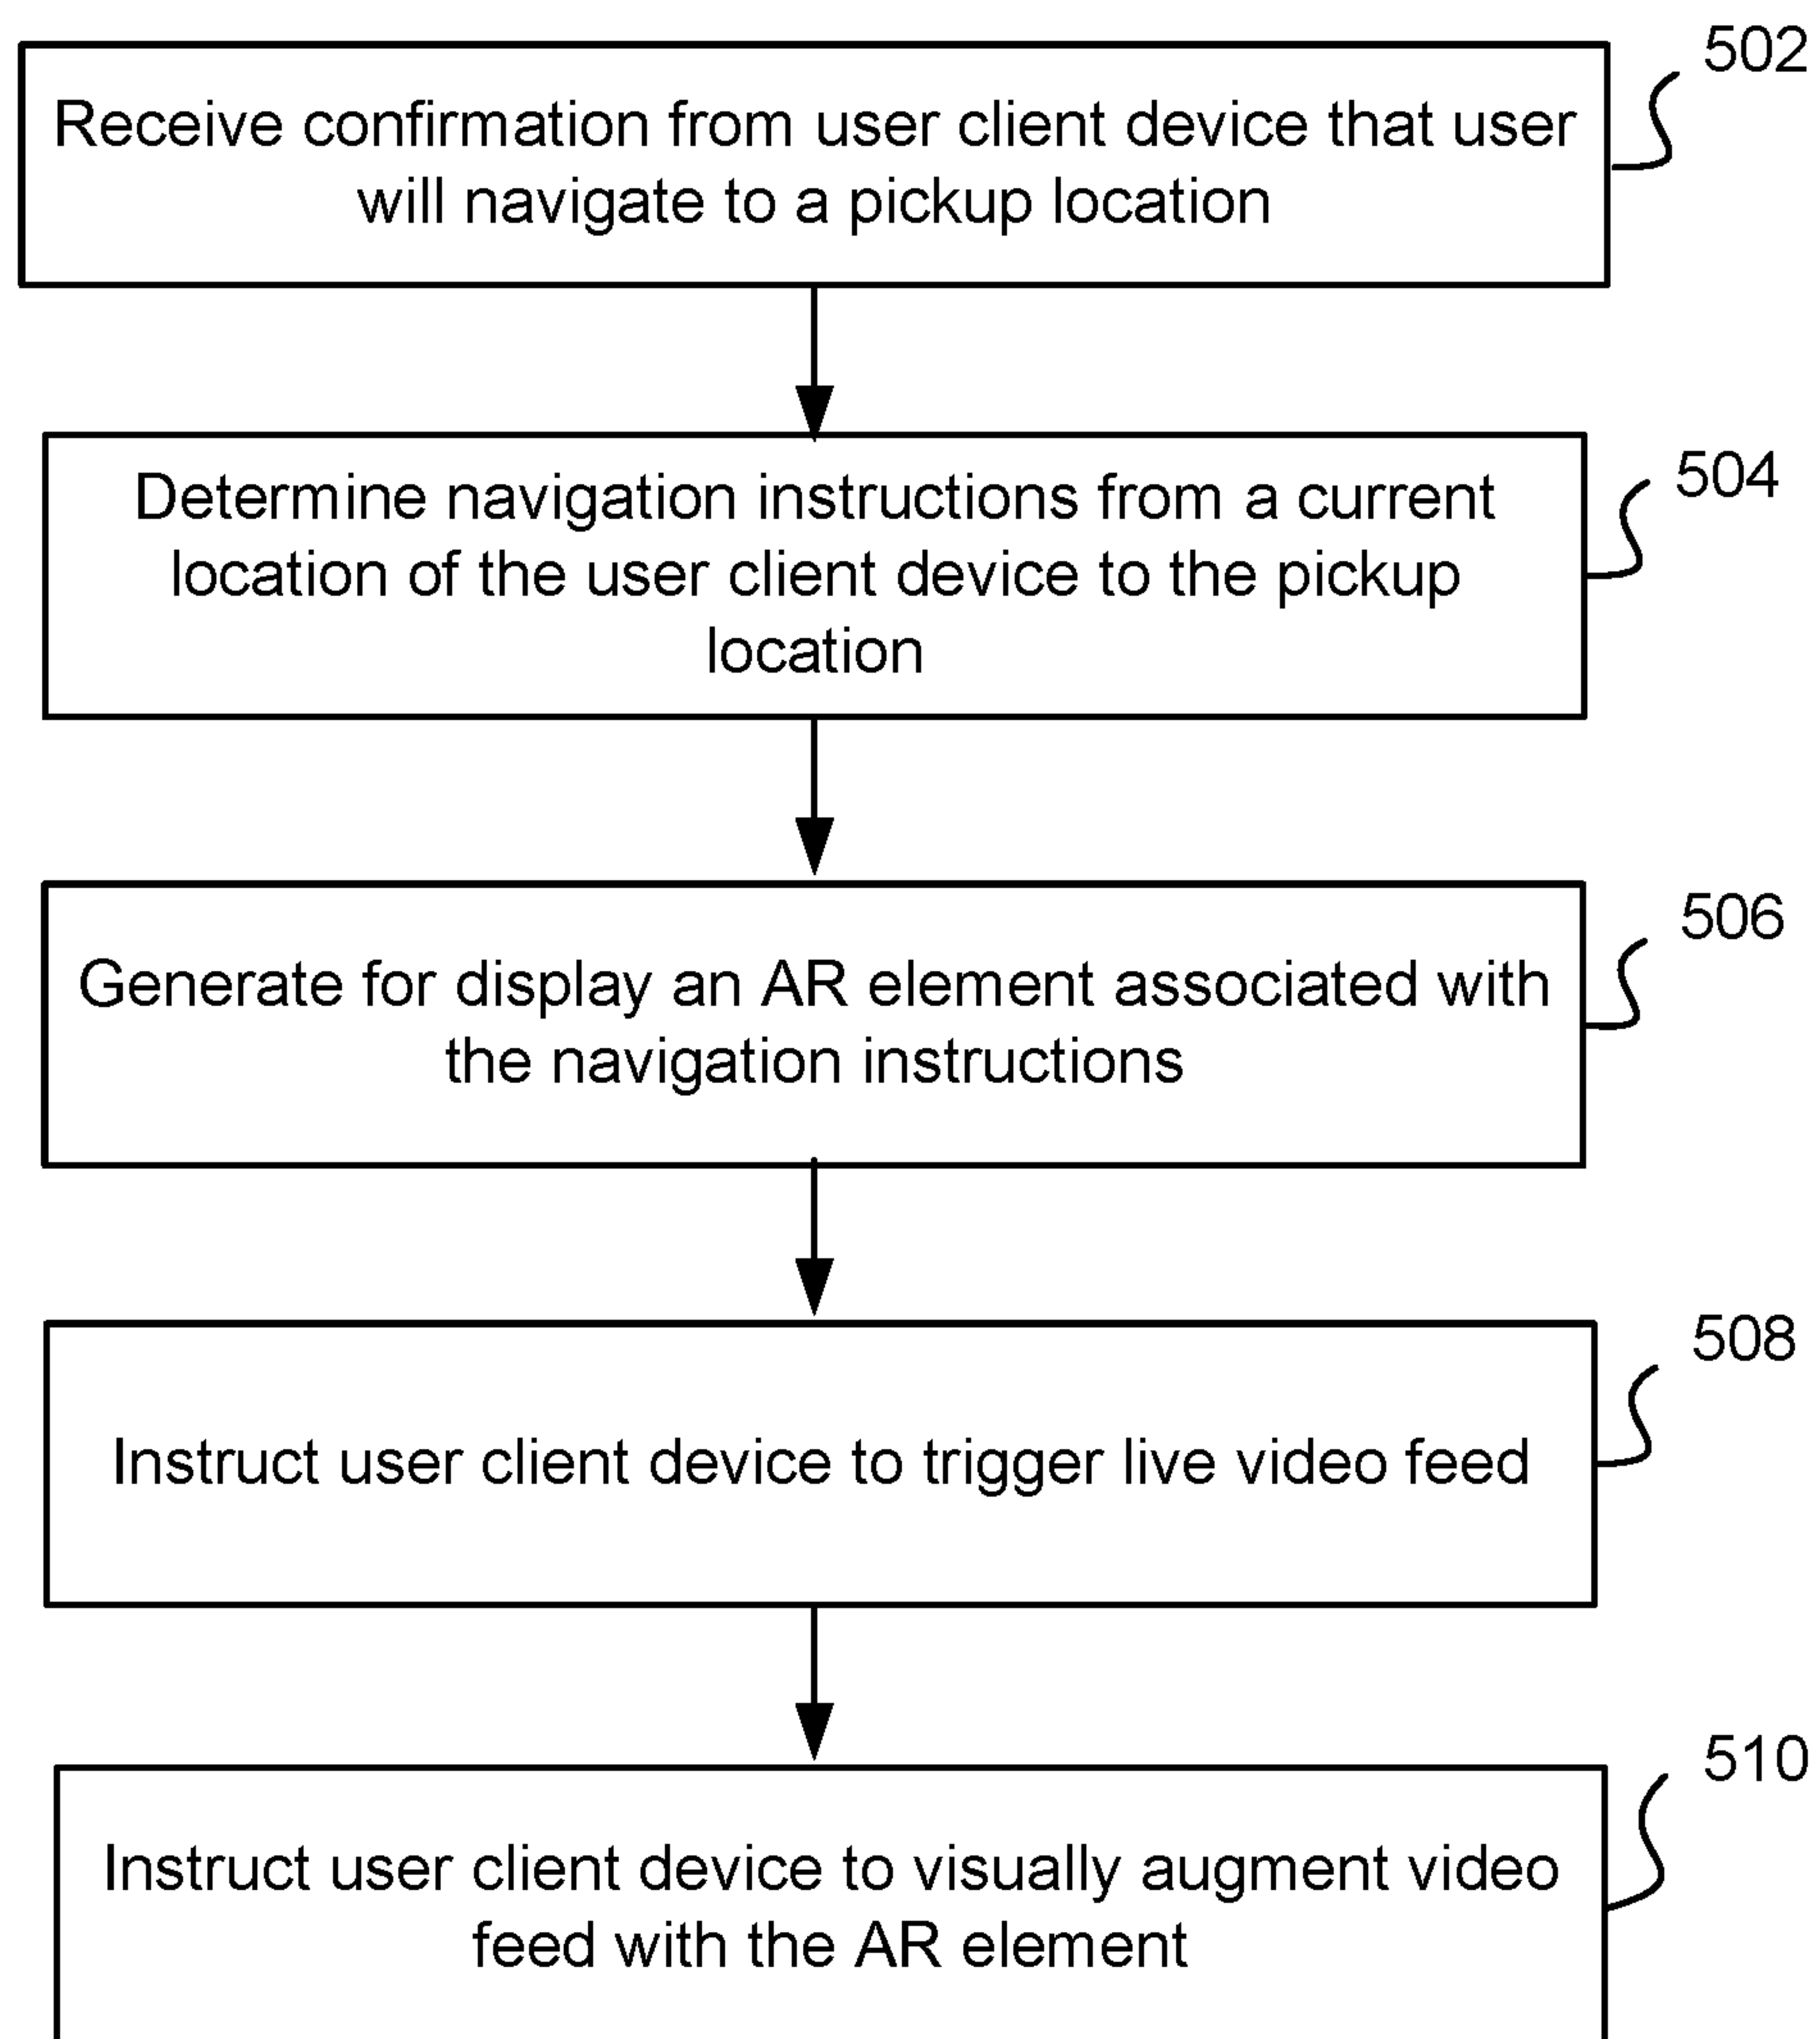 502
Receive confirmation from user client device that user
will navigate to a pickup location
504
Determine navigation instructions from a current
location of the user client device to the pickup
location
506
Generate for display an AR element associated with
the navigation instructions
508
Instruct user client device to trigger live video feed
510
Instruct user client device to visually augment video
feed with the AR element